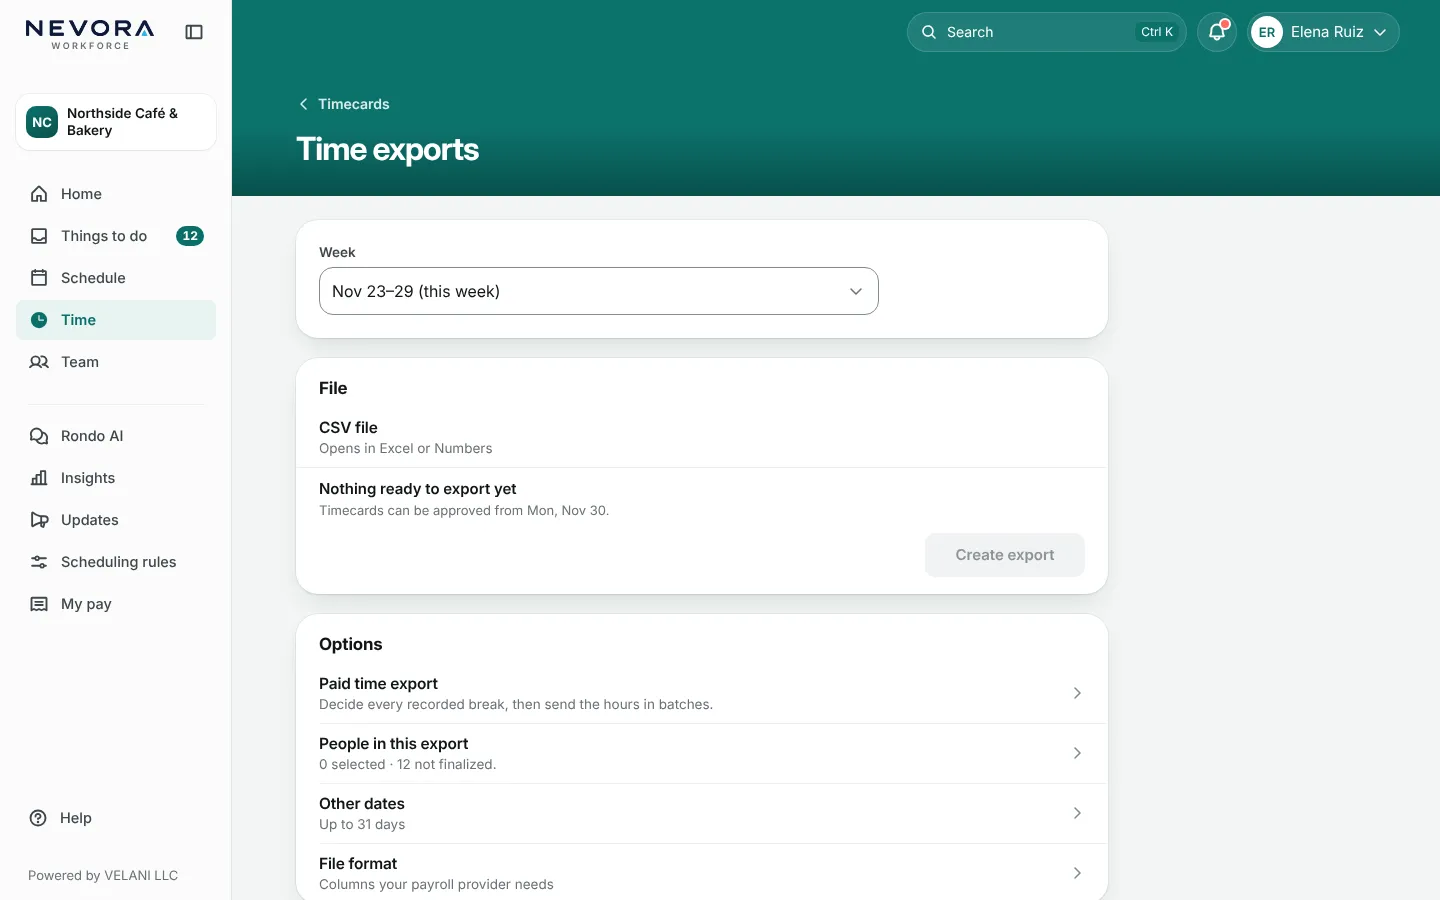 NEVORA
WORKFORCE
NC
Northside Café &
Bakery
Home
Things to do
12
Schedule
Time
Team
Rondo AI
Insights
Updates
Scheduling rules
My pay
Help
Powered by VELANI LLC
Search
Ctrl K
ER
Elena Ruiz
Timecards
Time exports
Week
Nov 23–29 (this week)
File
CSV file
Opens in Excel or Numbers
Nothing ready to export yet
Timecards can be approved from Mon, Nov 30.
Create export
Options
Paid time export
Decide every recorded break, then send the hours in batches.
People in this export
0 selected · 12 not finalized.
Other dates
Up to 31 days
File format
Columns your payroll provider needs